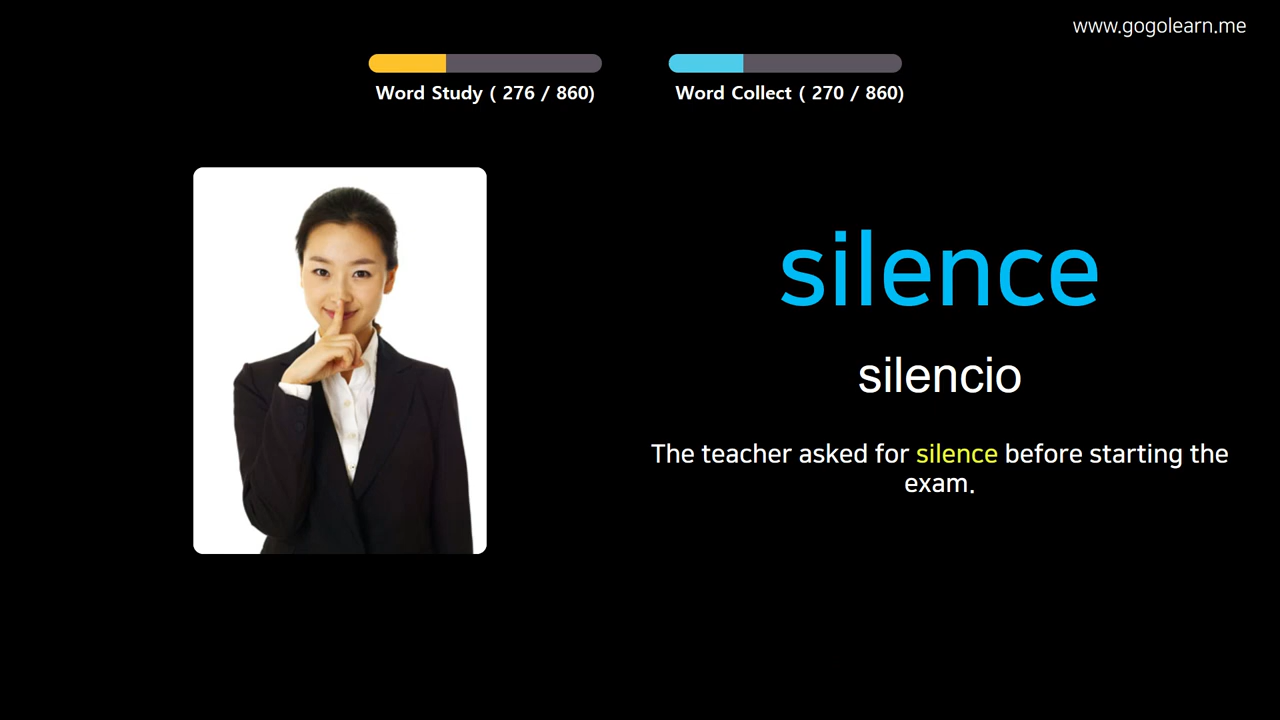 www.gogolearn.me
Word Study ( 276 / 860)
Word Collect ( 270 / 860)
silence
silencio
The teacher asked for silence before starting the
exam.